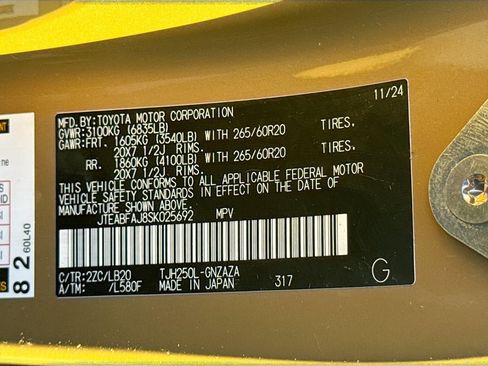 MFD.BY:TOYOTA MOTOR CORPORATION 11/24
GVWR:3100KG (6835LB)
GAWR:FRT. 1605KG (3540LB) WITH 265/60R20 TIRES,
20X7 1/2J RIMS,
RR. 1860KG (4100LB) WITH 265/60R20 TIRES,
20X7 1/2J RIMS,
THIS VEHICLE CONFORMS TO ALL APPLICABLE FEDERAL MOTOR
VEHICLE SAFETY STANDARDS IN EFFECT ON THE DATE
OF MANUFACTURE SHOWN ABOVE.
JTEABFAJ8SK025692 MPV
C/TR:2ZC/LB20 TJH250L-GNZAZA
A/TM: /L580F MADE IN JAPAN 317 G
8 2 60L40